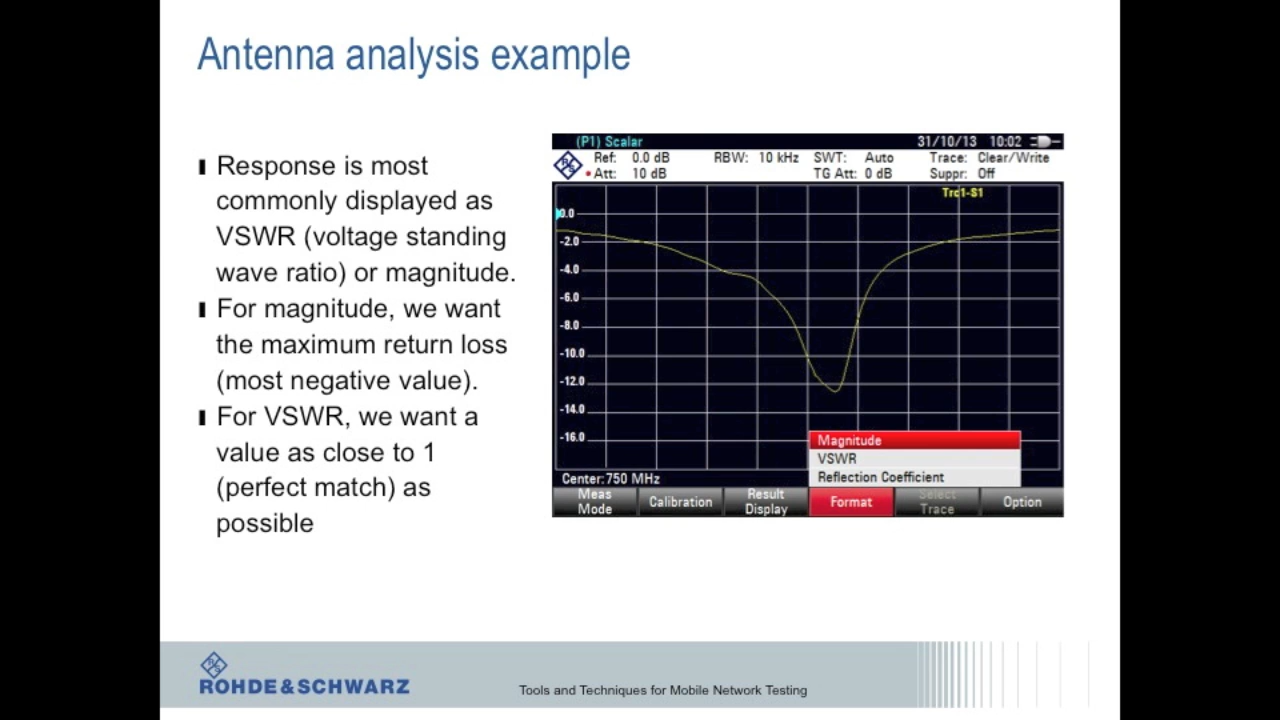 Antenna analysis example
Response is most
commonly displayed as
VSWR (voltage standing
wave ratio) or magnitude.
For magnitude, we want
the maximum return loss
(most negative value).
For VSWR, we want a
value as close to 1
(perfect match) as
possible
(P1) Scalar 31/10/13 10:02
Ref: 0.0 dB RBW: 10 kHz SWT: Auto Trace: Clear/Write
Att: 10 dB TG Att: 0 dB Suppr: Off
Trc1-S1
0.0
-2.0
-4.0
-6.0
-8.0
-10.0
-12.0
-14.0
-16.0
Magnitude
VSWR
Reflection Coefficient
Center: 750 MHz
Meas Mode
Calibration
Result Display
Format
Select Trace
Option
R S
ROHDE & SCHWARZ
Tools and Techniques for Mobile Network Testing